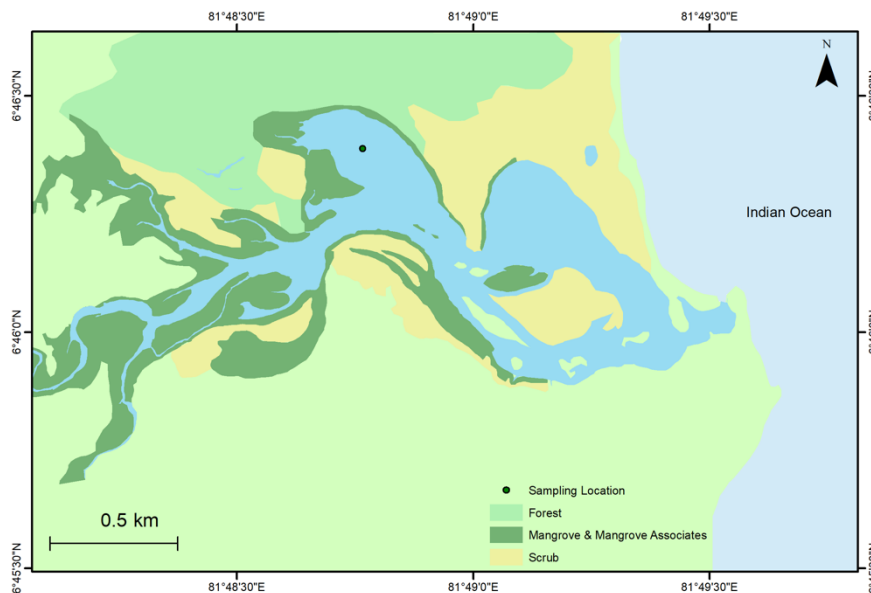 81°48'30"E 81°49'0"E 81°49'30"E
N
6°46'30"N
Indian Ocean
6°46'0"N
Sampling Location
Forest
0.5 km
Mangrove & Mangrove Associates
Scrub
6°45'30"N
81°48'30"E 81°49'0"E 81°49'30"E